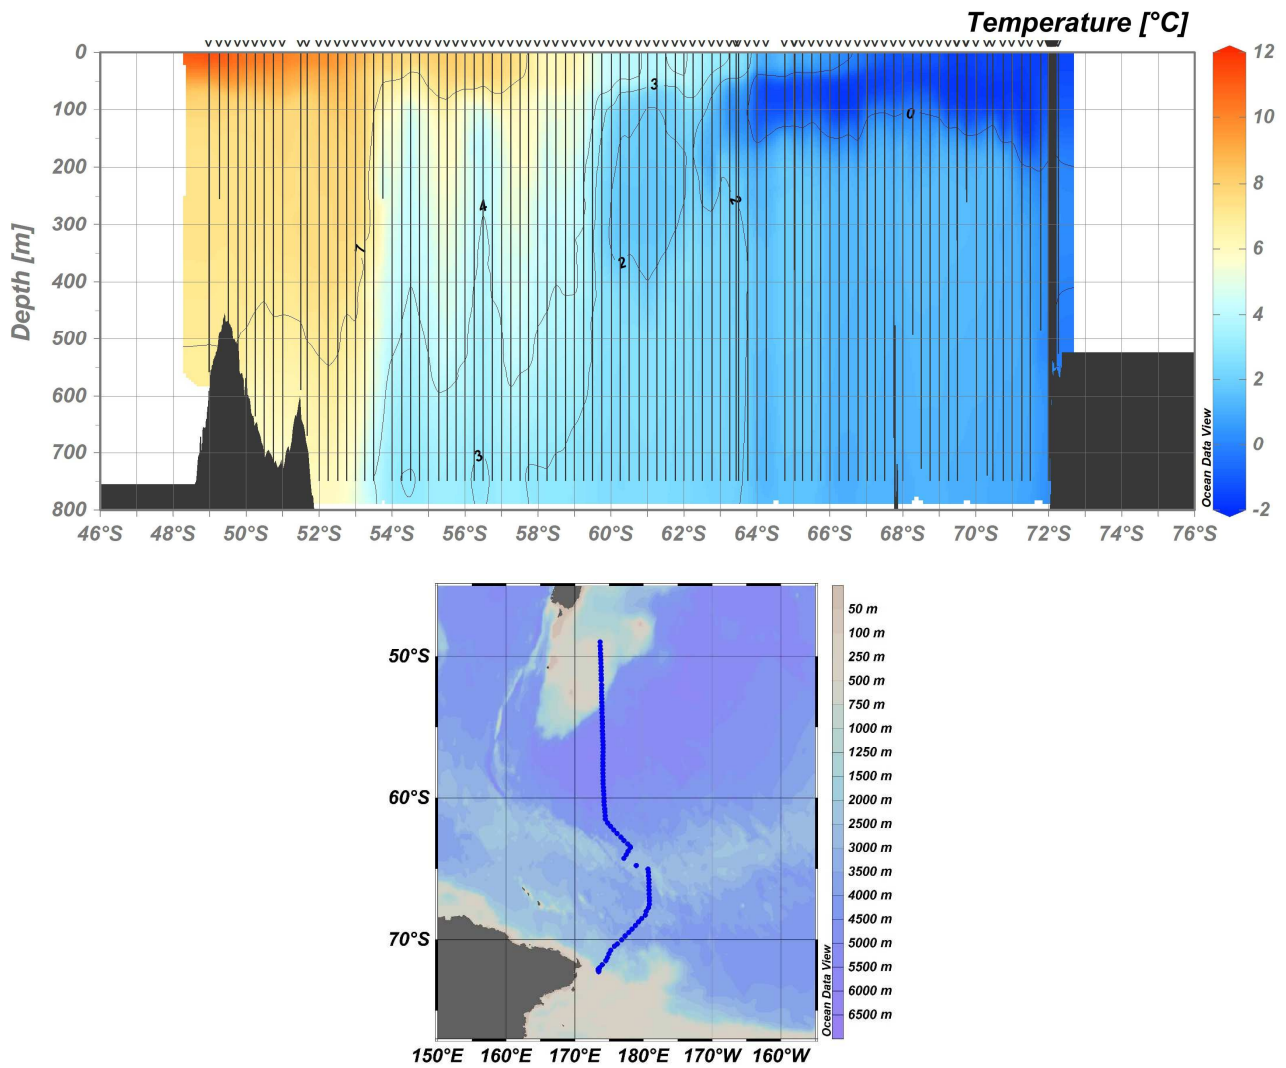 Temperature [°C]
0
100
200
300
400
500
600
700
800
Depth [m]
46°S
48°S
50°S
52°S
54°S
56°S
58°S
60°S
62°S
64°S
66°S
68°S
70°S
72°S
74°S
76°S
7
4
3
3
2
2
0
Ocean Data View
12
10
8
6
4
2
0
-2
50°S
60°S
70°S
150°E
160°E
170°E
180°E
170°W
160°W
Ocean Data View
50 m
100 m
250 m
500 m
750 m
1000 m
1250 m
1500 m
2000 m
2500 m
3000 m
3500 m
4000 m
4500 m
5000 m
5500 m
6000 m
6500 m